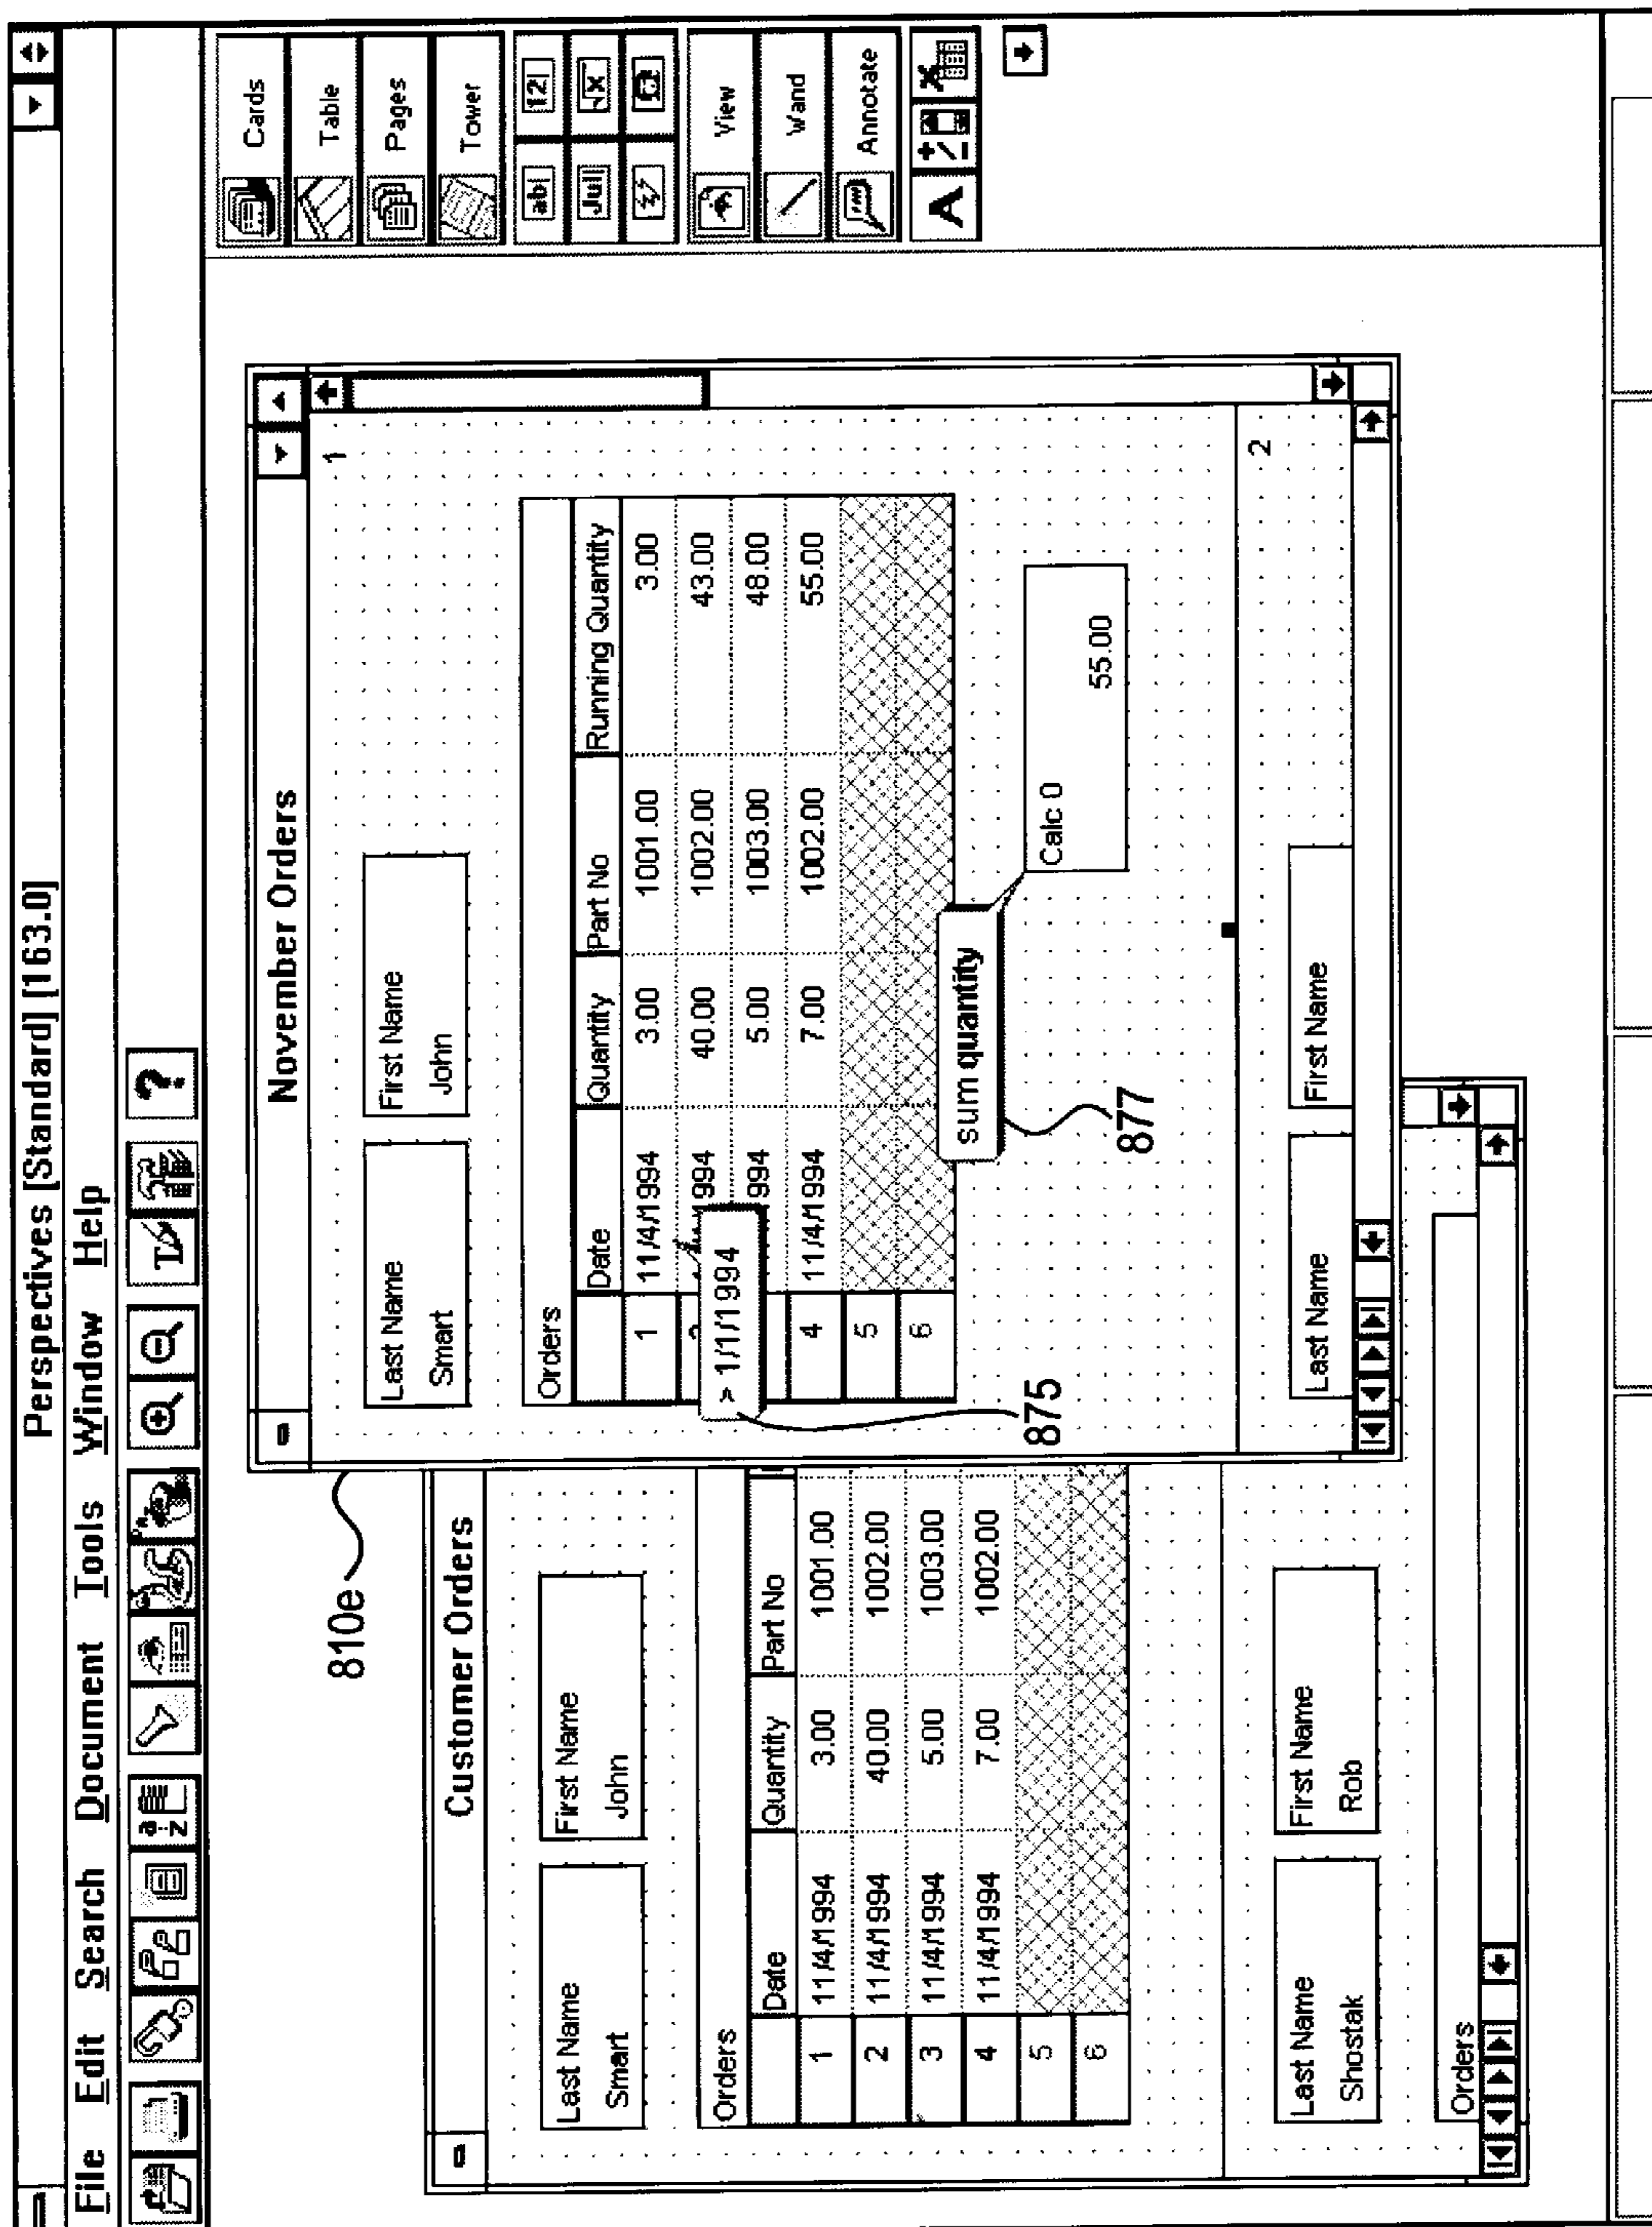 Perspectives [Standard] [163.0]
File Edit Search Document Tools Window Help
?
Customer Orders
Last Name
Smart
First Name
John
Orders
Date Quantity Part No
1 11/4/1994 3.00 1001.00
2 11/4/1994 40.00 1002.00
3 11/4/1994 5.00 1003.00
4 11/4/1994 7.00 1002.00
5
6
Last Name
Shostak
First Name
Rob
Orders
810e
November Orders
1
Last Name
Smart
First Name
John
Orders
Date Quantity Part No Running Quantity
1 11/4/1994 3.00 1001.00 3.00
994 40.00 1002.00 43.00
> 1/1/1994
994 5.00 1003.00 48.00
4 11/4/1994 7.00 1002.00 55.00
5
6
sum quantity
Calc 0
55.00
875
877
2
Last Name
First Name
Cards
Table
Pages
Tower
ab| 12|
Jul| √x
View
Wand
Annotate
A